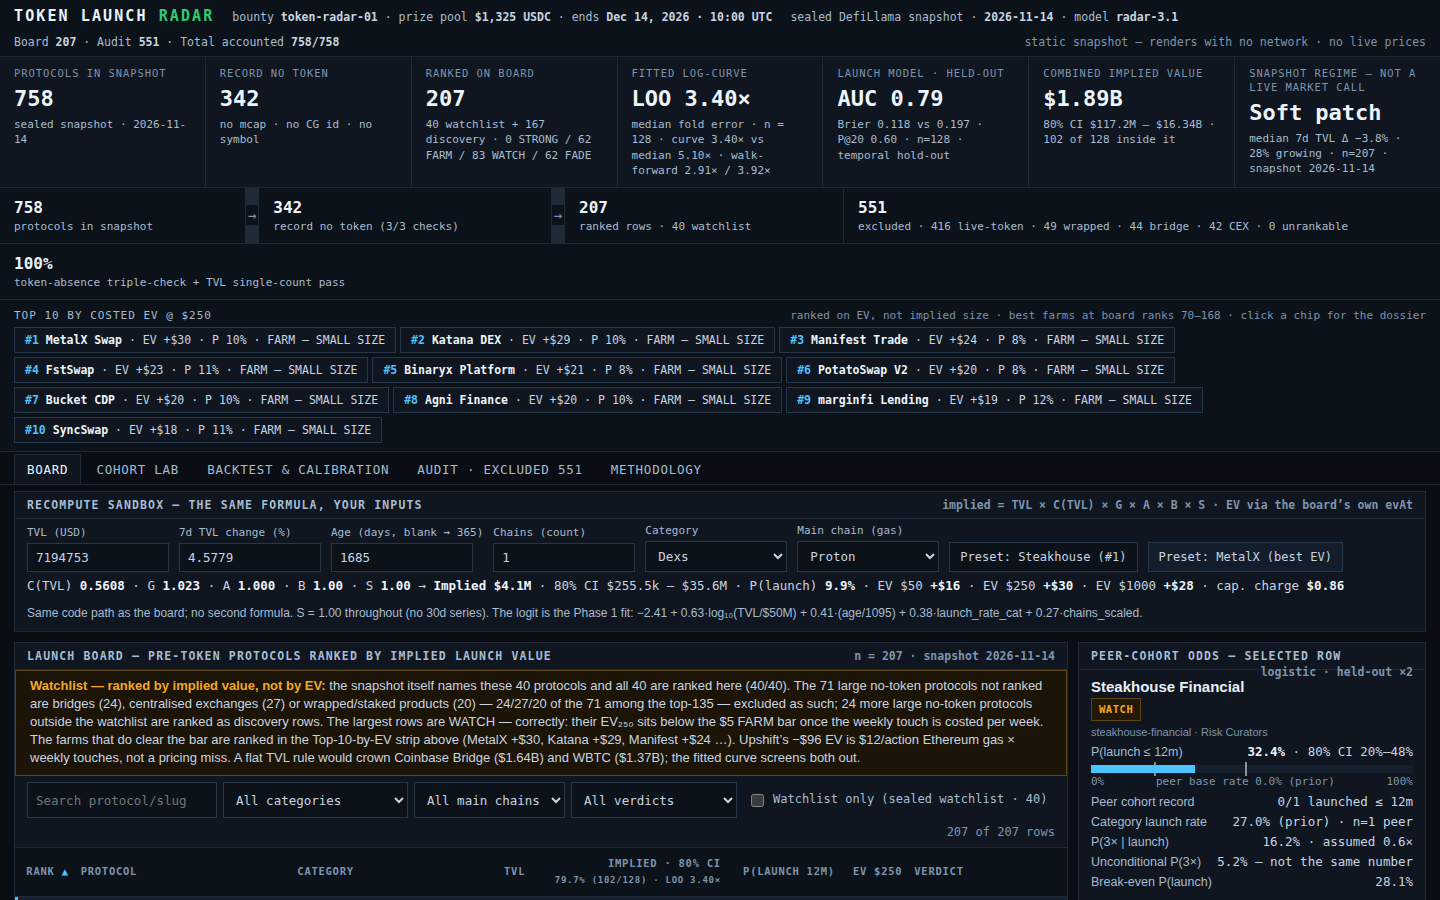 TOKEN LAUNCH RADAR bounty token-radar-01 · prize pool $1,325 USDC · ends Dec 14, 2026 · 10:00 UTC sealed DefiLlama snapshot · 2026-11-14 · model radar-3.1
Board 207 · Audit 551 · Total accounted 758/758 static snapshot — renders with no network · no live prices
PROTOCOLS IN SNAPSHOT
758
sealed snapshot · 2026-11-
14
RECORD NO TOKEN
342
no mcap · no CG id · no
symbol
RANKED ON BOARD
207
40 watchlist + 167
discovery · 0 STRONG / 62
FARM / 83 WATCH / 62 FADE
FITTED LOG-CURVE
LOO 3.40×
median fold error · n =
128 · curve 3.40× vs
median 5.10× · walk-
forward 2.91× / 3.92×
LAUNCH MODEL · HELD-OUT
AUC 0.79
Brier 0.118 vs 0.197 ·
P@20 0.60 · n=128 ·
temporal hold-out
COMBINED IMPLIED VALUE
$1.89B
80% CI $117.2M — $16.34B ·
102 of 128 inside it
SNAPSHOT REGIME — NOT A
LIVE MARKET CALL
Soft patch
median 7d TVL Δ −3.8% ·
28% growing · n=207 ·
snapshot 2026-11-14
758
protocols in snapshot
→
342
record no token (3/3 checks)
→
207
ranked rows · 40 watchlist
551
excluded · 416 live-token · 49 wrapped · 44 bridge · 42 CEX · 0 unrankable
100%
token-absence triple-check + TVL single-count pass
TOP 10 BY COSTED EV @ $250 ranked on EV, not implied size · best farms at board ranks 70–168 · click a chip for the dossier
#1 MetalX Swap · EV +$30 · P 10% · FARM — SMALL SIZE #2 Katana DEX · EV +$29 · P 10% · FARM — SMALL SIZE #3 Manifest Trade · EV +$24 · P 8% · FARM — SMALL SIZE
#4 FstSwap · EV +$23 · P 11% · FARM — SMALL SIZE #5 Binaryx Platform · EV +$21 · P 8% · FARM — SMALL SIZE #6 PotatoSwap V2 · EV +$20 · P 8% · FARM — SMALL SIZE
#7 Bucket CDP · EV +$20 · P 10% · FARM — SMALL SIZE #8 Agni Finance · EV +$20 · P 10% · FARM — SMALL SIZE #9 marginfi Lending · EV +$19 · P 12% · FARM — SMALL SIZE
#10 SyncSwap · EV +$18 · P 11% · FARM — SMALL SIZE
BOARD COHORT LAB BACKTEST & CALIBRATION AUDIT · EXCLUDED 551 METHODOLOGY
RECOMPUTE SANDBOX — THE SAME FORMULA, YOUR INPUTS implied = TVL × C(TVL) × G × A × B × S · EV via the board's own evAt
TVL (USD) 7d TVL change (%) Age (days, blank → 365) Chains (count) Category Main chain (gas)
7194753 4.5779 1685 1 Dexs Proton Preset: Steakhouse (#1) Preset: MetalX (best EV)
C(TVL) 0.5608 · G 1.023 · A 1.000 · B 1.00 · S 1.00 → Implied $4.1M · 80% CI $255.5k — $35.6M · P(launch) 9.9% · EV $50 +$16 · EV $250 +$30 · EV $1000 +$28 · cap. charge $0.86
Same code path as the board; no second formula. S = 1.00 throughout (no 30d series). The logit is the Phase 1 fit: −2.41 + 0.63·log₁₀(TVL/$50M) + 0.41·(age/1095) + 0.38·launch_rate_cat + 0.27·chains_scaled.
LAUNCH BOARD — PRE-TOKEN PROTOCOLS RANKED BY IMPLIED LAUNCH VALUE n = 207 · snapshot 2026-11-14
Watchlist — ranked by implied value, not by EV: the snapshot itself names these 40 protocols and all 40 are ranked here (40/40). The 71 large no-token protocols not ranked
are bridges (24), centralised exchanges (27) or wrapped/staked products (20) — 24/27/20 of the 71 among the top-135 — excluded as such; 24 more large no-token protocols
outside the watchlist are ranked as discovery rows. The largest rows are WATCH — correctly: their EV₂₅₀ sits below the $5 FARM bar once the weekly touch is costed per week.
The farms that do clear the bar are ranked in the Top-10-by-EV strip above (MetalX +$30, Katana +$29, Manifest +$24 …). Upshift's −$96 EV is $12/action Ethereum gas ×
weekly touches, not a pricing miss. A flat TVL rule would crown Coinbase Bridge ($1.64B) and WBTC ($1.37B); the fitted curve screens both out.
Search protocol/slug All categories All main chains All verdicts Watchlist only (sealed watchlist · 40)
207 of 207 rows
RANK ▲ PROTOCOL CATEGORY TVL IMPLIED · 80% CI P(LAUNCH 12M) EV $250 VERDICT
79.7% (102/128) · LOO 3.40×
PEER-COHORT ODDS — SELECTED ROW
logistic · held-out ×2
Steakhouse Financial
WATCH
steakhouse-financial · Risk Curators
P(launch ≤ 12m) 32.4% · 80% CI 20%–48%
0% peer base rate 0.0% (prior) 100%
Peer cohort record 0/1 launched ≤ 12m
Category launch rate 27.0% (prior) · n=1 peer
P(3× | launch) 16.2% · assumed 0.6×
Unconditional P(3×) 5.2% — not the same number
Break-even P(launch) 28.1%